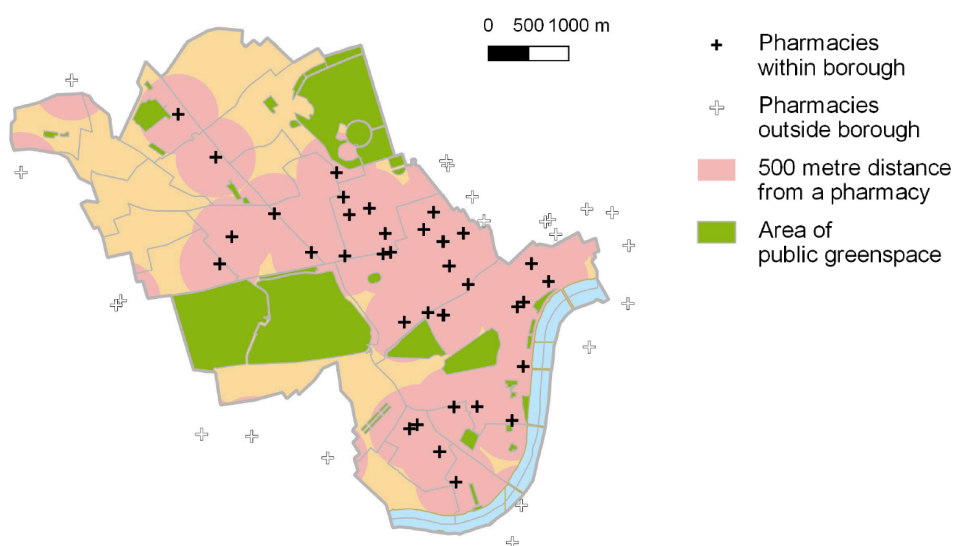 0 500 1000 m
Pharmacies
within borough
Pharmacies
outside borough
500 metre distance
from a pharmacy
Area of
public greenspace